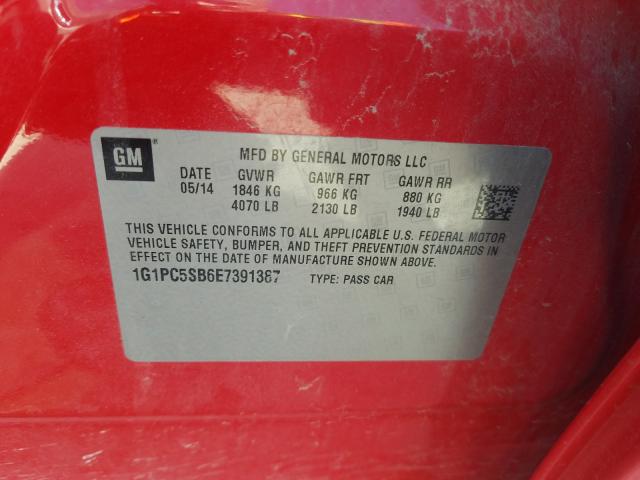 GM
®
MFD BY GENERAL MOTORS LLC
DATE GVWR GAWR FRT GAWR RR
05/14 1846 KG 966 KG 880 KG
4070 LB 2130 LB 1940 LB
THIS VEHICLE CONFORMS TO ALL APPLICABLE U.S. FEDERAL MOTOR
VEHICLE SAFETY, BUMPER, AND THEFT PREVENTION STANDARDS IN
EFFECT ON THE DATE OF MANUFACTURE SHOWN ABOVE.
1G1PC5SB6E7391387 TYPE: PASS CAR